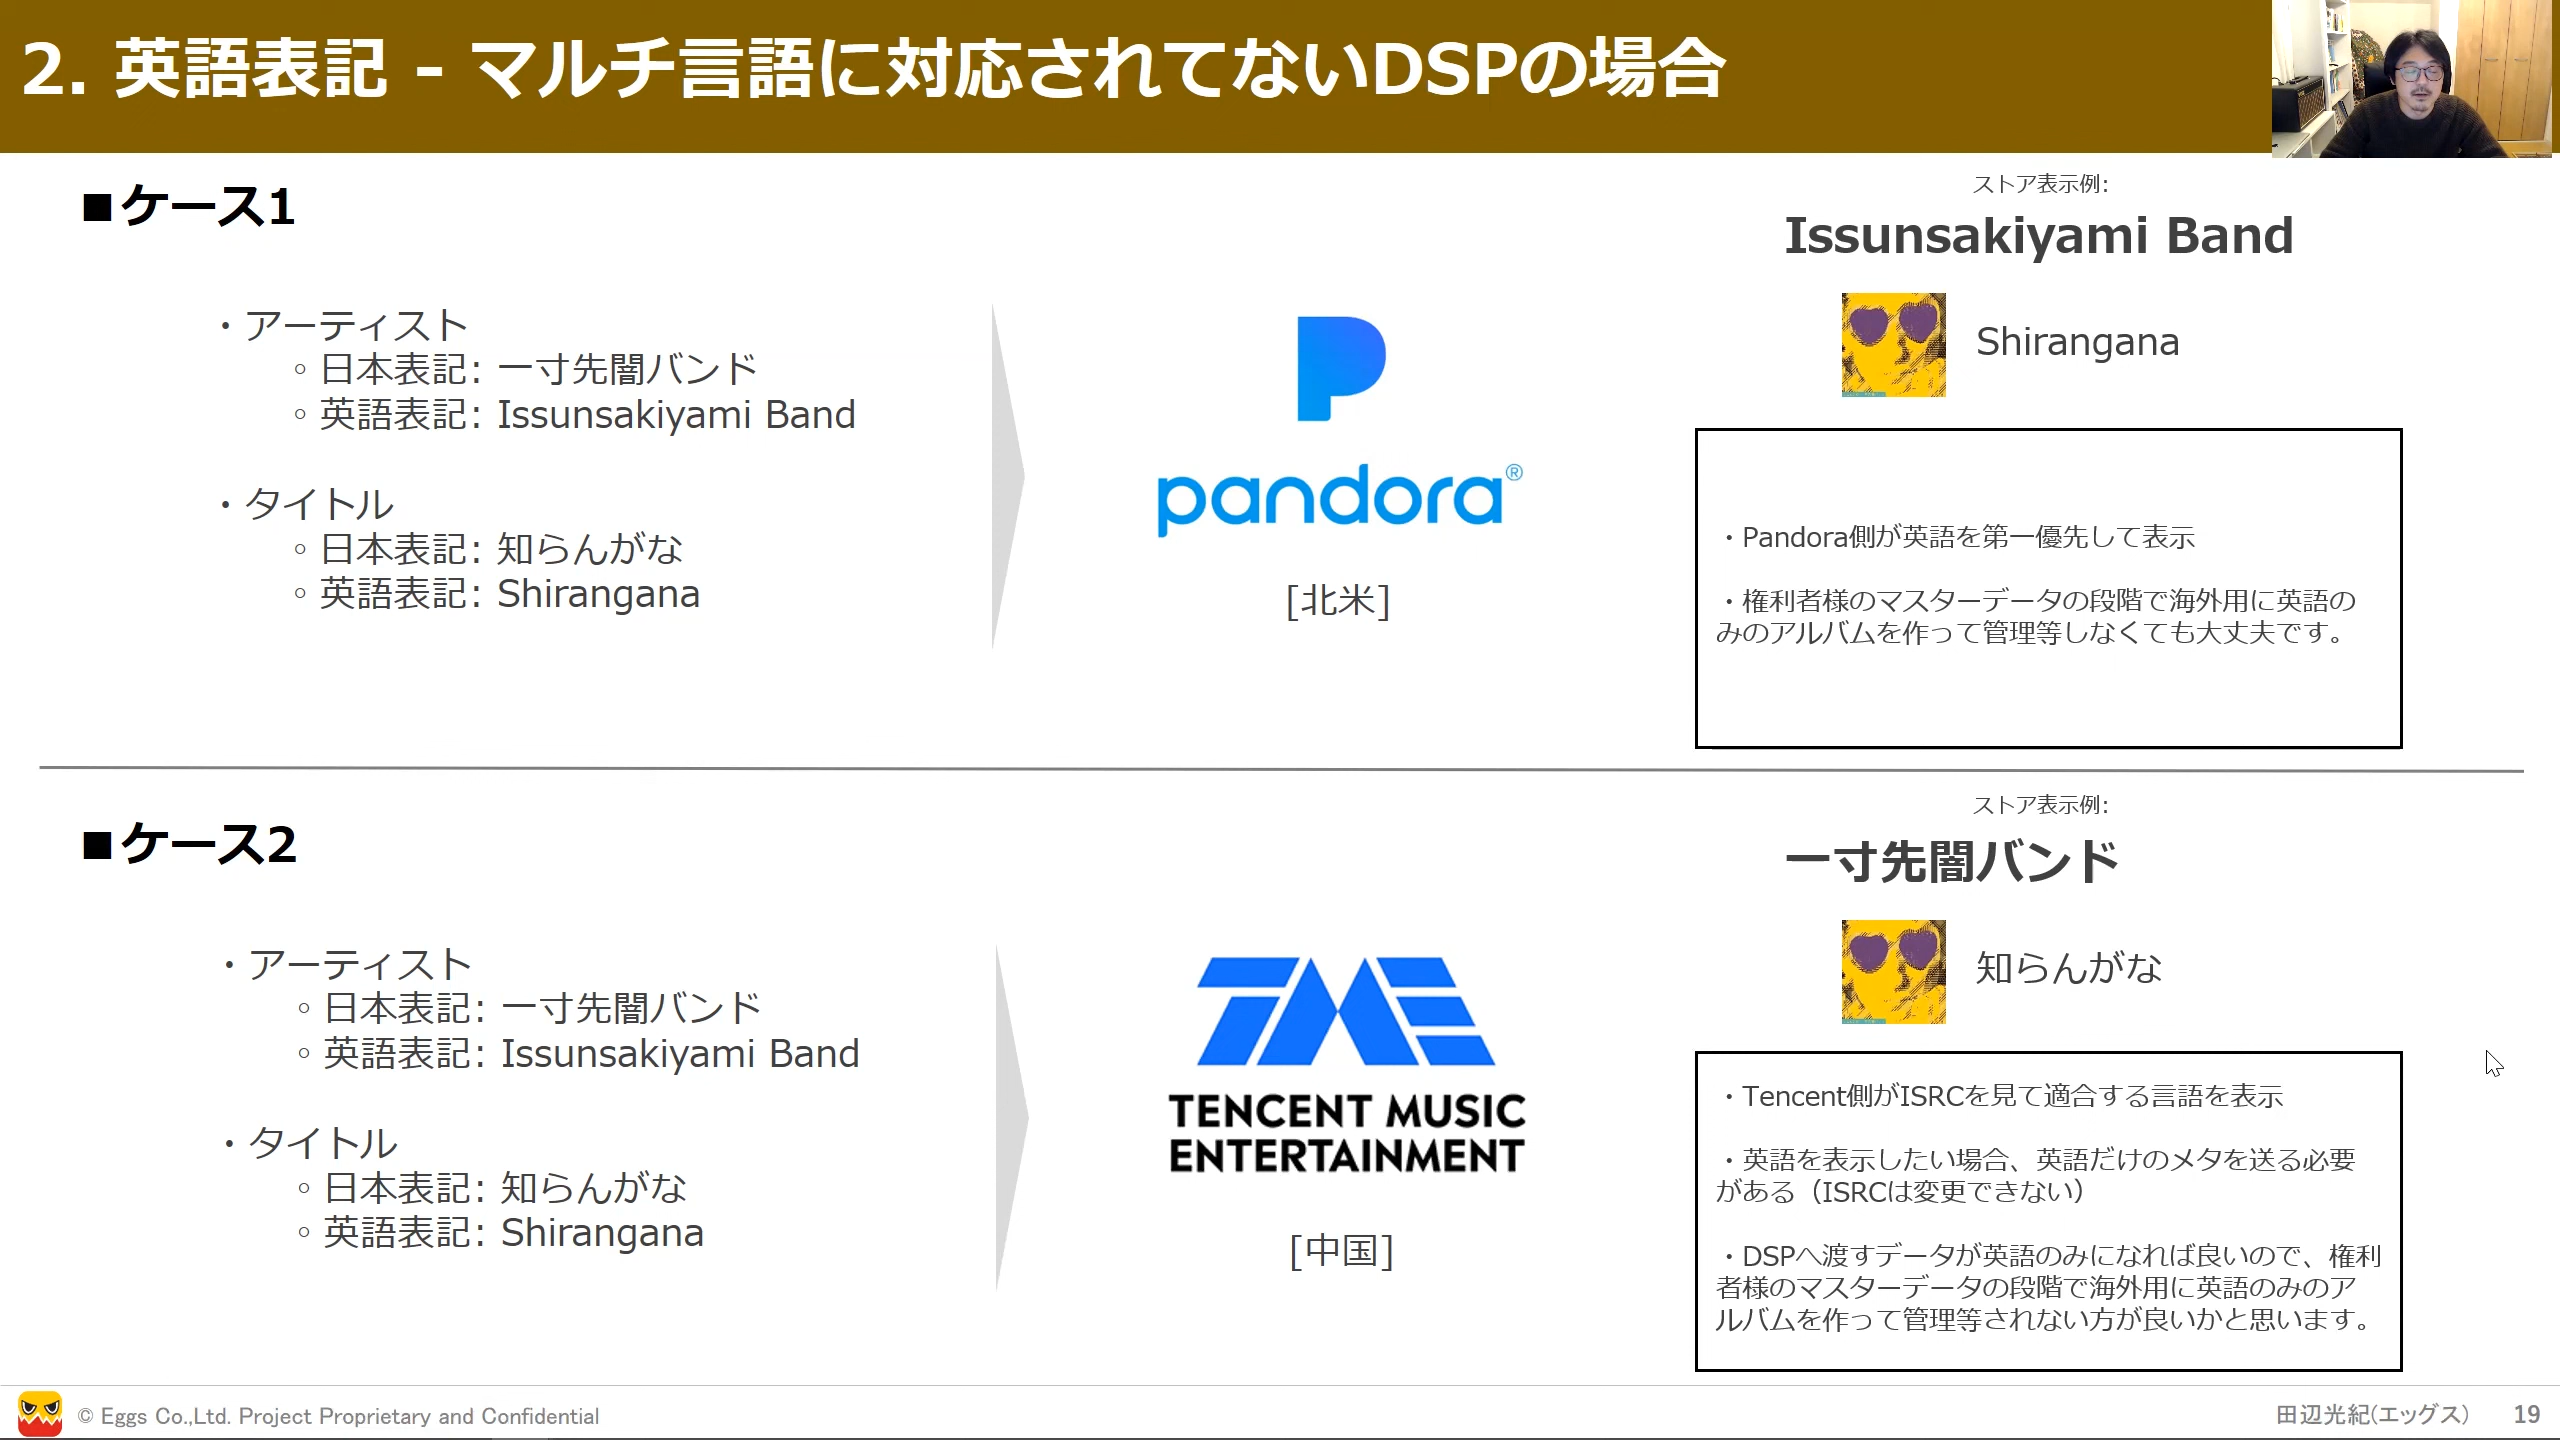 2. 英語表記 - マルチ言語に対応されてないDSPの場合
■ケース1
・アーティスト
◦ 日本表記: 一寸先闇バンド
◦ 英語表記: Issunsakiyami Band
・タイトル
◦ 日本表記: 知らんがな
◦ 英語表記: Shirangana
pandora®
[北米]
ストア表示例:
Issunsakiyami Band
Shirangana
・Pandora側が英語を第一優先して表示
・権利者様のマスターデータの段階で海外用に英語の
みのアルバムを作って管理等しなくても大丈夫です。
■ケース2
・アーティスト
◦ 日本表記: 一寸先闇バンド
◦ 英語表記: Issunsakiyami Band
・タイトル
◦ 日本表記: 知らんがな
◦ 英語表記: Shirangana
TME
TENCENT MUSIC
ENTERTAINMENT
[中国]
ストア表示例:
一寸先闇バンド
知らんがな
・Tencent側がISRCを見て適合する言語を表示
・英語を表示したい場合、英語だけのメタを送る必要
がある（ISRCは変更できない）
・DSPへ渡すデータが英語のみになれば良いので、権利
者様のマスターデータの段階で海外用に英語のみのア
ルバムを作って管理等されない方が良いかと思います。
© Eggs Co.,Ltd. Project Proprietary and Confidential
田辺光紀(エッグス) 19